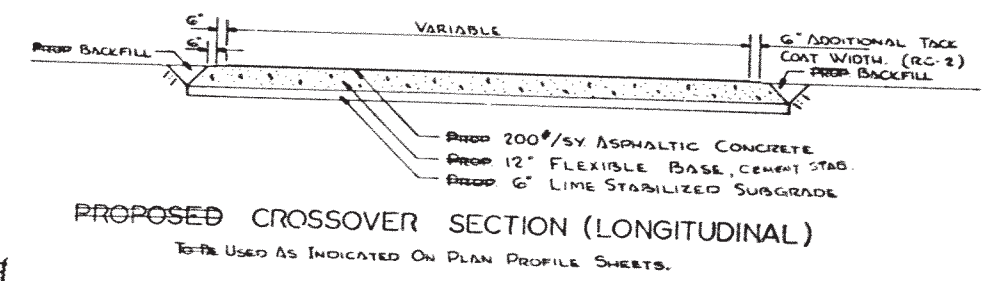 6"
VARIABLE
6" ADDITIONAL TACK
COAT WIDTH. (RC-2)
PROP BACKFILL
6"
PROP BACKFILL
PROP 200#/SY. ASPHALTIC CONCRETE
PROP. 12" FLEXIBLE BASE, CEMENT STAB.
PROP. 6" LIME STABILIZED SUBGRADE
PROPOSED CROSSOVER SECTION (LONGITUDINAL)
TO BE USED AS INDICATED ON PLAN PROFILE SHEETS.